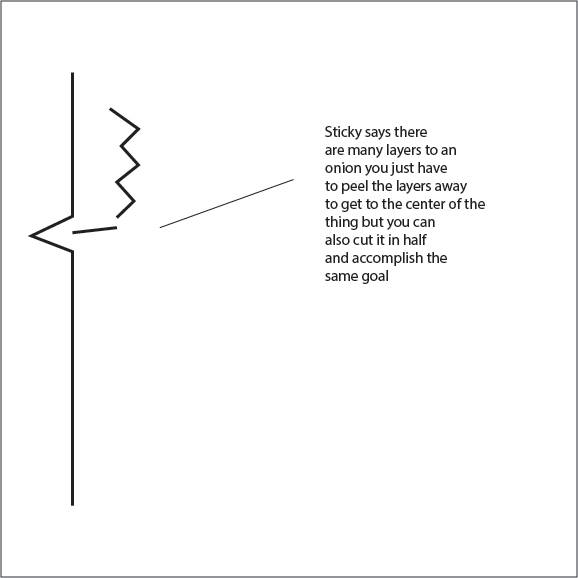 Sticky says there
are many layers to an
onion you just have
to peel the layers away
to get to the center of the
thing but you can
also cut it in half
and accomplish the
same goal